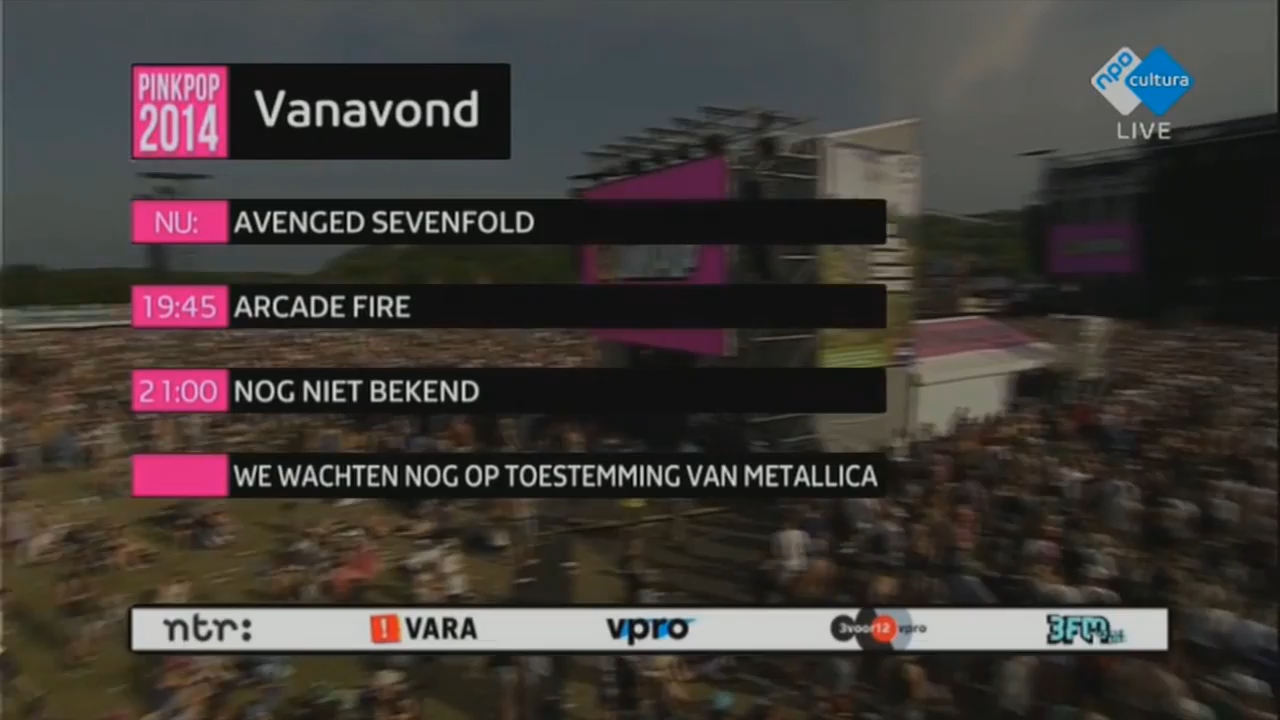 PINKPOP
2014
Vanavond
npo
cultura
LIVE
NU: AVENGED SEVENFOLD
19:45 ARCADE FIRE
21:00 NOG NIET BEKEND
WE WACHTEN NOG OP TOESTEMMING VAN METALLICA
ntr: ! VARA vpro 3voor12 vpro 3FM